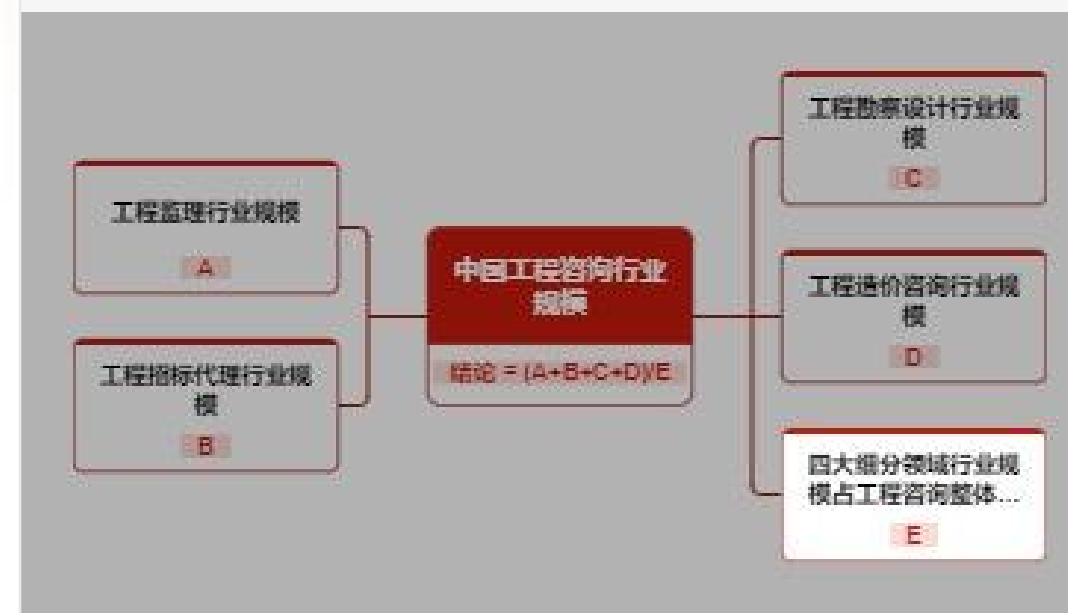 工程监理行业规模
A
工程招标代理行业规
模
B
中国工程咨询行业
规模
结论 = (A+B+C+D)/E
工程勘察设计行业规
模
C
工程造价咨询行业规
模
D
四大细分领域行业规
模占工程咨询整体...
E